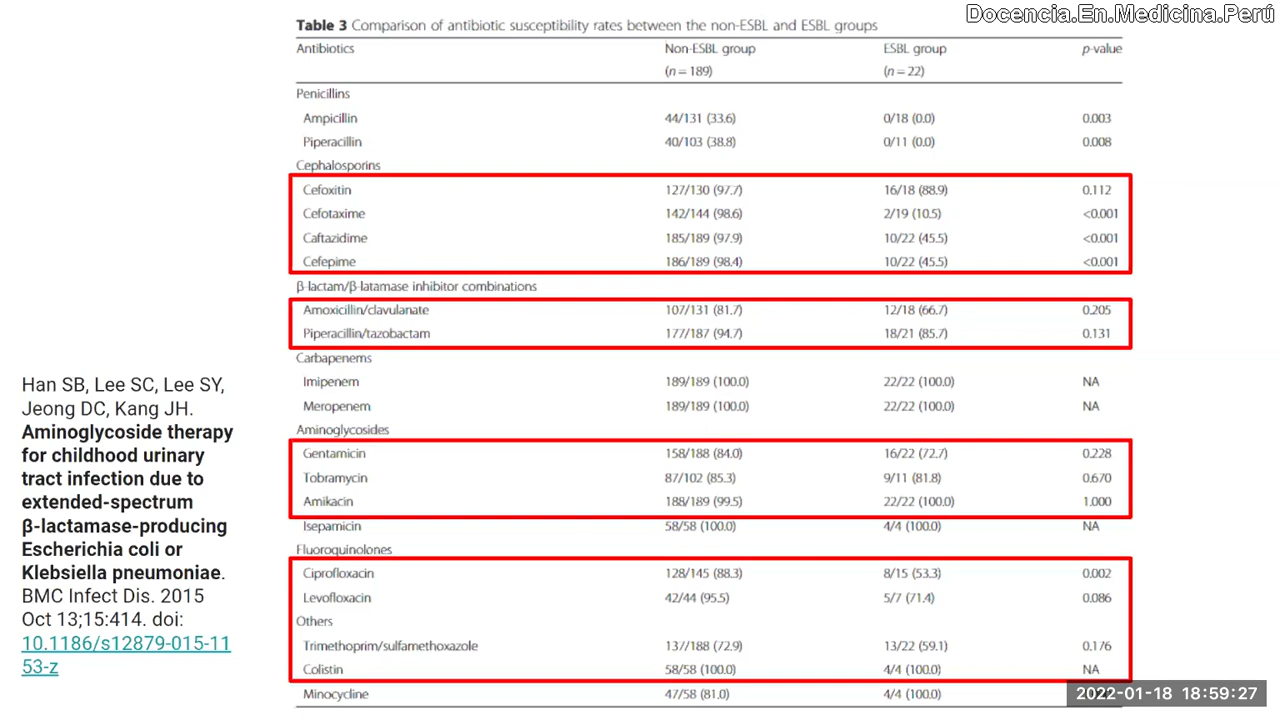 Docencia.En.Medicina.Perú
Table 3 Comparison of antibiotic susceptibility rates between the non-ESBL and ESBL groups
Antibiotics Non-ESBL group ESBL group p-value
(n = 189) (n = 22)
Penicillins
Ampicillin 44/131 (33.6) 0/18 (0.0) 0.003
Piperacillin 40/103 (38.8) 0/11 (0.0) 0.008
Cephalosporins
Cefoxitin 127/130 (97.7) 16/18 (88.9) 0.112
Cefotaxime 142/144 (98.6) 2/19 (10.5) <0.001
Caftazidime 185/189 (97.9) 10/22 (45.5) <0.001
Cefepime 186/189 (98.4) 10/22 (45.5) <0.001
β-lactam/β-latamase inhibitor combinations
Amoxicillin/clavulanate 107/131 (81.7) 12/18 (66.7) 0.205
Piperacillin/tazobactam 177/187 (94.7) 18/21 (85.7) 0.131
Carbapenems
Imipenem 189/189 (100.0) 22/22 (100.0) NA
Meropenem 189/189 (100.0) 22/22 (100.0) NA
Aminoglycosides
Gentamicin 158/188 (84.0) 16/22 (72.7) 0.228
Tobramycin 87/102 (85.3) 9/11 (81.8) 0.670
Amikacin 188/189 (99.5) 22/22 (100.0) 1.000
Isepamicin 58/58 (100.0) 4/4 (100.0) NA
Fluoroquinolones
Ciprofloxacin 128/145 (88.3) 8/15 (53.3) 0.002
Levofloxacin 42/44 (95.5) 5/7 (71.4) 0.086
Others
Trimethoprim/sulfamethoxazole 137/188 (72.9) 13/22 (59.1) 0.176
Colistin 58/58 (100.0) 4/4 (100.0) NA
Minocycline 47/58 (81.0) 4/4 (100.0)
Han SB, Lee SC, Lee SY,
Jeong DC, Kang JH.
Aminoglycoside therapy
for childhood urinary
tract infection due to
extended-spectrum
β-lactamase-producing
Escherichia coli or
Klebsiella pneumoniae.
BMC Infect Dis. 2015
Oct 13;15:414. doi:
10.1186/s12879-015-11
53-z
2022-01-18 18:59:27